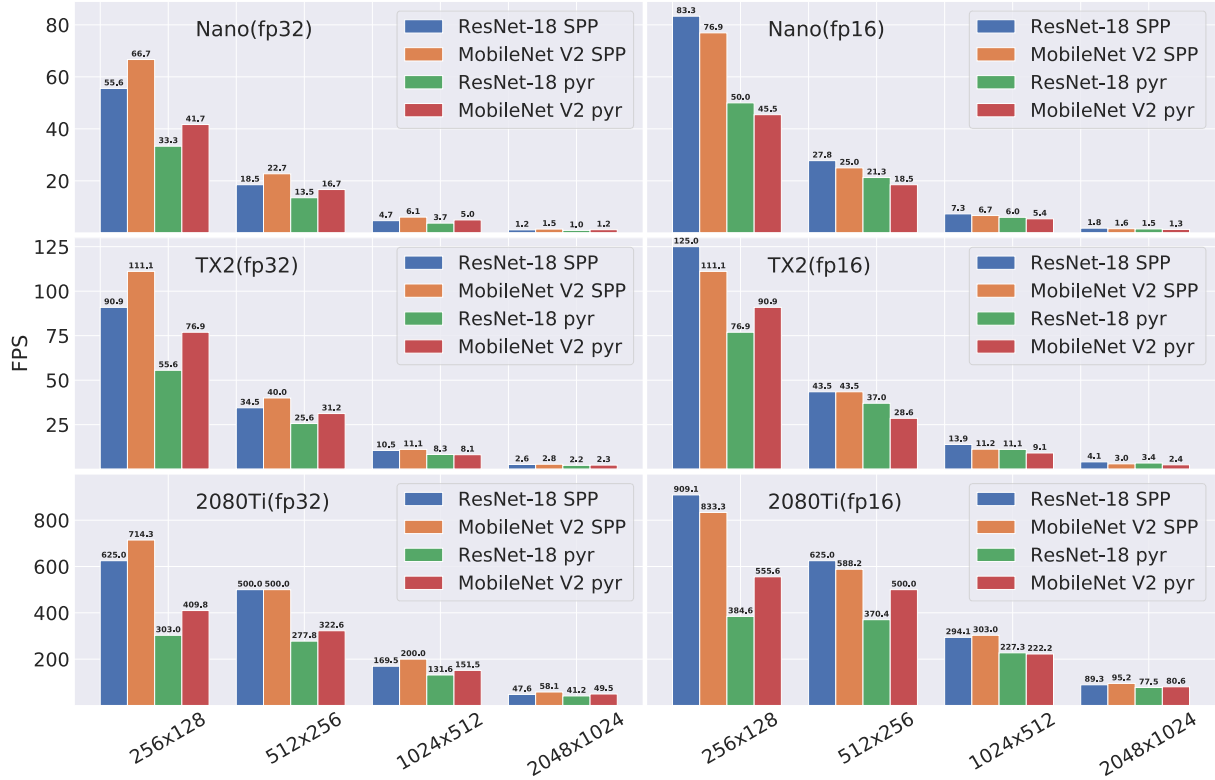 Nano(fp32)
ResNet-18 SPP
MobileNet V2 SPP
ResNet-18 pyr
MobileNet V2 pyr
80
60
40
20
55.6
66.7
33.3
41.7
18.5
22.7
13.5
16.7
4.7
6.1
3.7
5.0
1.2
1.5
1.0
1.2
Nano(fp16)
ResNet-18 SPP
MobileNet V2 SPP
ResNet-18 pyr
MobileNet V2 pyr
83.3
76.9
50.0
45.5
27.8
25.0
21.3
18.5
7.3
6.7
6.0
5.4
1.8
1.6
1.5
1.3
FPS
TX2(fp32)
ResNet-18 SPP
MobileNet V2 SPP
ResNet-18 pyr
MobileNet V2 pyr
125
100
75
50
25
90.9
111.1
55.6
76.9
34.5
40.0
25.6
31.2
10.5
11.1
8.3
8.1
2.6
2.8
2.2
2.3
TX2(fp16)
ResNet-18 SPP
MobileNet V2 SPP
ResNet-18 pyr
MobileNet V2 pyr
125.0
111.1
76.9
90.9
43.5
43.5
37.0
28.6
13.9
11.2
11.1
9.1
4.1
3.0
3.4
2.4
2080Ti(fp32)
ResNet-18 SPP
MobileNet V2 SPP
ResNet-18 pyr
MobileNet V2 pyr
800
600
400
200
625.0
714.3
303.0
409.8
500.0
500.0
277.8
322.6
169.5
200.0
131.6
151.5
47.6
58.1
41.2
49.5
256x128
512x256
1024x512
2048x1024
2080Ti(fp16)
ResNet-18 SPP
MobileNet V2 SPP
ResNet-18 pyr
MobileNet V2 pyr
909.1
833.3
384.6
555.6
625.0
588.2
370.4
500.0
294.1
303.0
227.3
222.2
89.3
95.2
77.5
80.6
256x128
512x256
1024x512
2048x1024